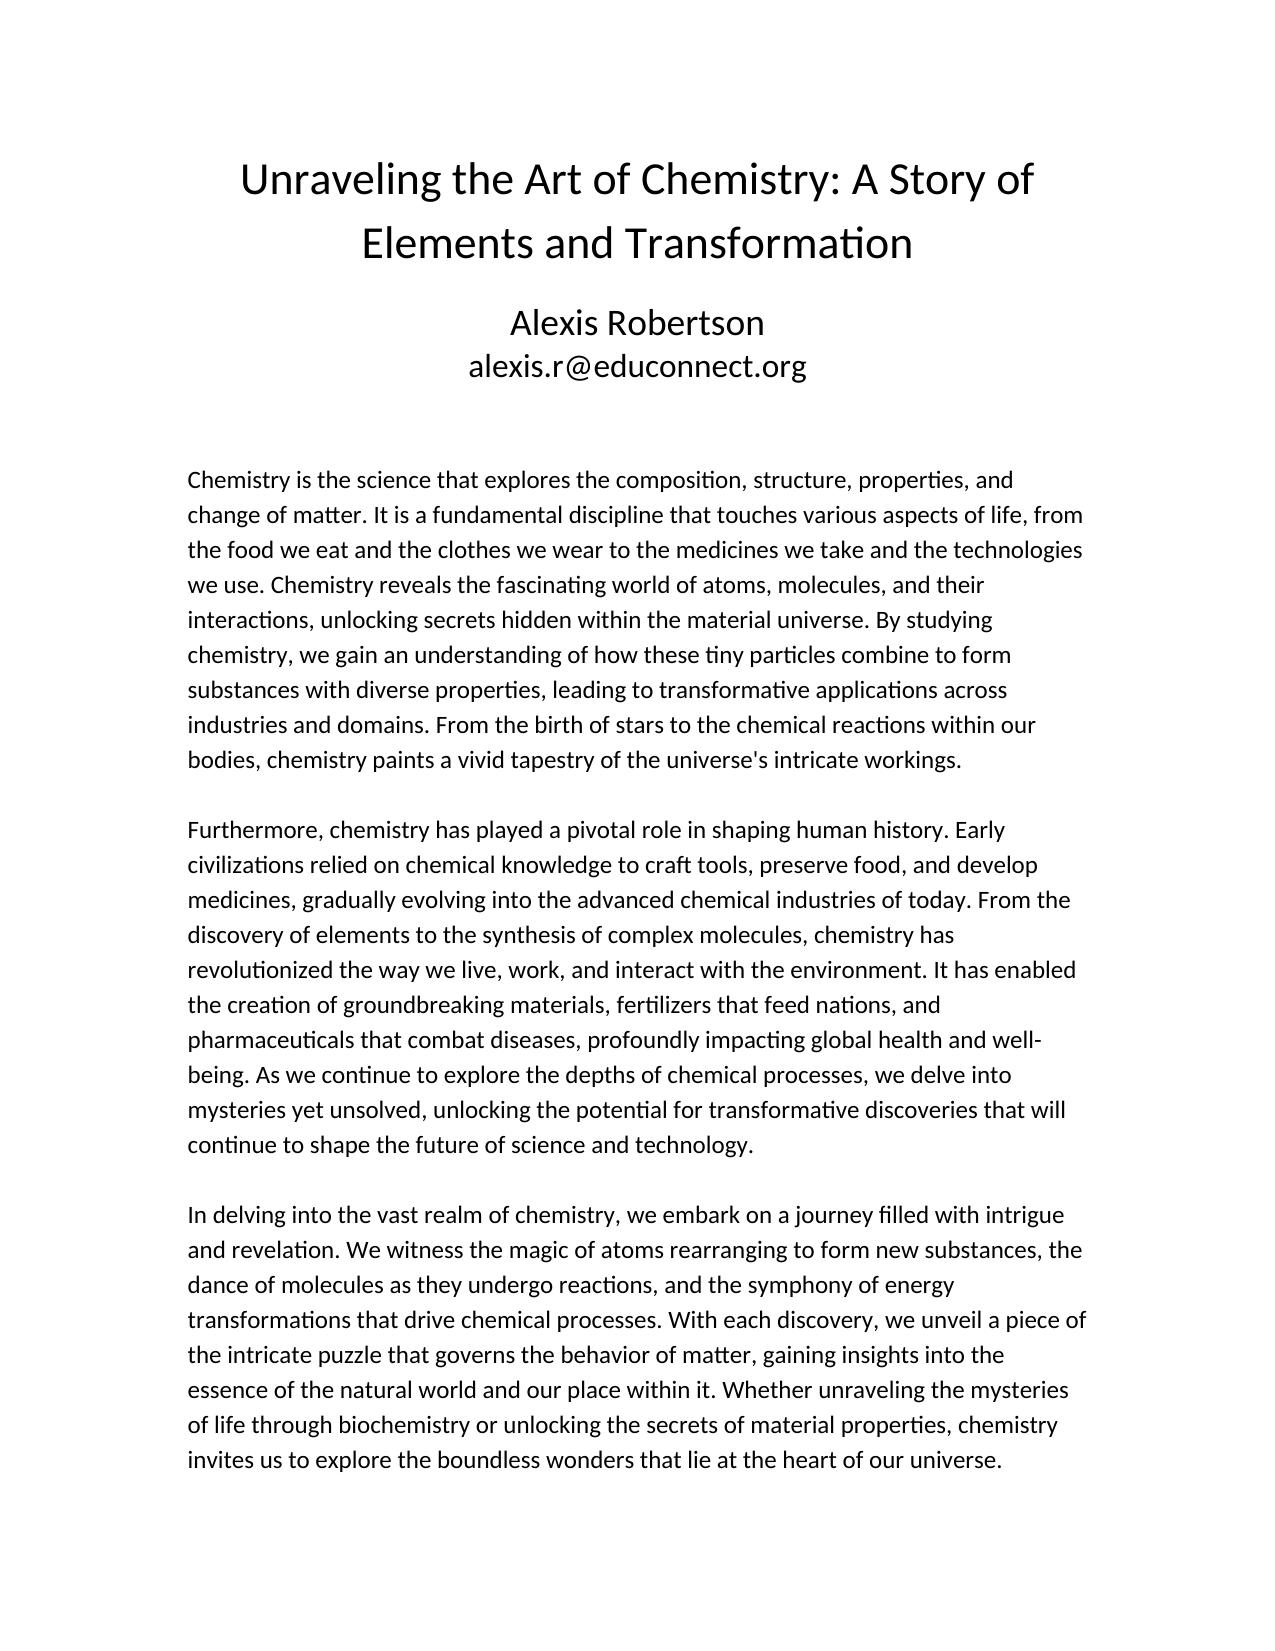 Unraveling the Art of Chemistry: A Story of
Elements and Transformation
Alexis Robertson
alexis.r@educonnect.org
Chemistry is the science that explores the composition, structure, properties, and
change of matter. It is a fundamental discipline that touches various aspects of life, from
the food we eat and the clothes we wear to the medicines we take and the technologies
we use. Chemistry reveals the fascinating world of atoms, molecules, and their
interactions, unlocking secrets hidden within the material universe. By studying
chemistry, we gain an understanding of how these tiny particles combine to form
substances with diverse properties, leading to transformative applications across
industries and domains. From the birth of stars to the chemical reactions within our
bodies, chemistry paints a vivid tapestry of the universe's intricate workings.
Furthermore, chemistry has played a pivotal role in shaping human history. Early
civilizations relied on chemical knowledge to craft tools, preserve food, and develop
medicines, gradually evolving into the advanced chemical industries of today. From the
discovery of elements to the synthesis of complex molecules, chemistry has
revolutionized the way we live, work, and interact with the environment. It has enabled
the creation of groundbreaking materials, fertilizers that feed nations, and
pharmaceuticals that combat diseases, profoundly impacting global health and well-
being. As we continue to explore the depths of chemical processes, we delve into
mysteries yet unsolved, unlocking the potential for transformative discoveries that will
continue to shape the future of science and technology.
In delving into the vast realm of chemistry, we embark on a journey filled with intrigue
and revelation. We witness the magic of atoms rearranging to form new substances, the
dance of molecules as they undergo reactions, and the symphony of energy
transformations that drive chemical processes. With each discovery, we unveil a piece of
the intricate puzzle that governs the behavior of matter, gaining insights into the
essence of the natural world and our place within it. Whether unraveling the mysteries
of life through biochemistry or unlocking the secrets of material properties, chemistry
invites us to explore the boundless wonders that lie at the heart of our universe.